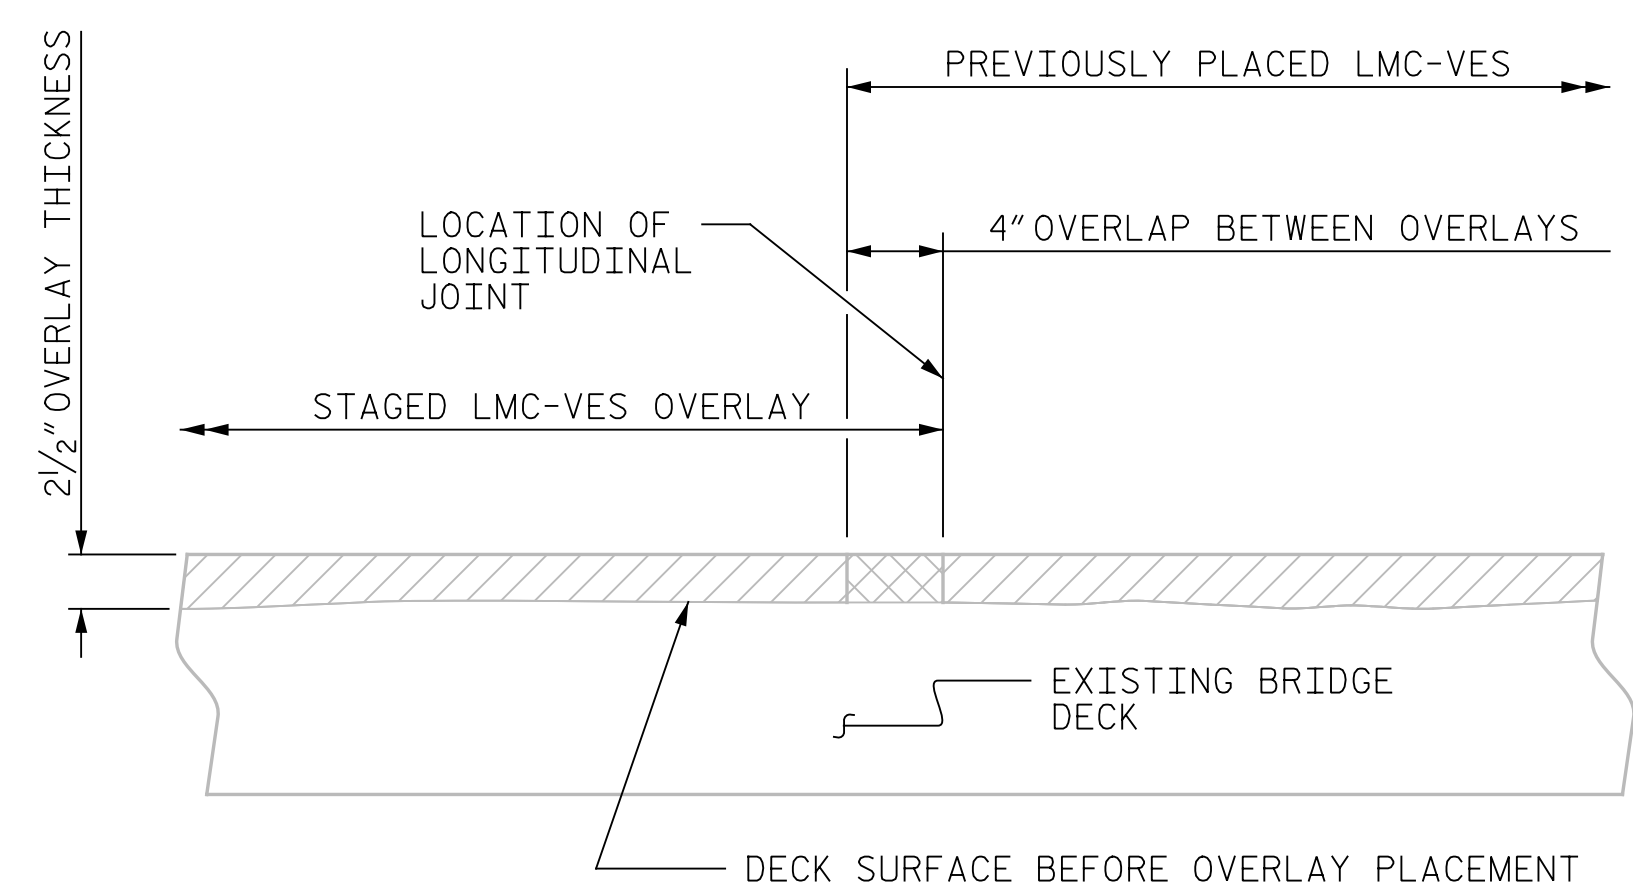 2½" OVERLAY THICKNESS
PREVIOUSLY PLACED LMC-VES
LOCATION OF
LONGITUDINAL
JOINT
4" OVERLAP BETWEEN OVERLAYS
STAGED LMC-VES OVERLAY
EXISTING BRIDGE
DECK
DECK SURFACE BEFORE OVERLAY PLACEMENT